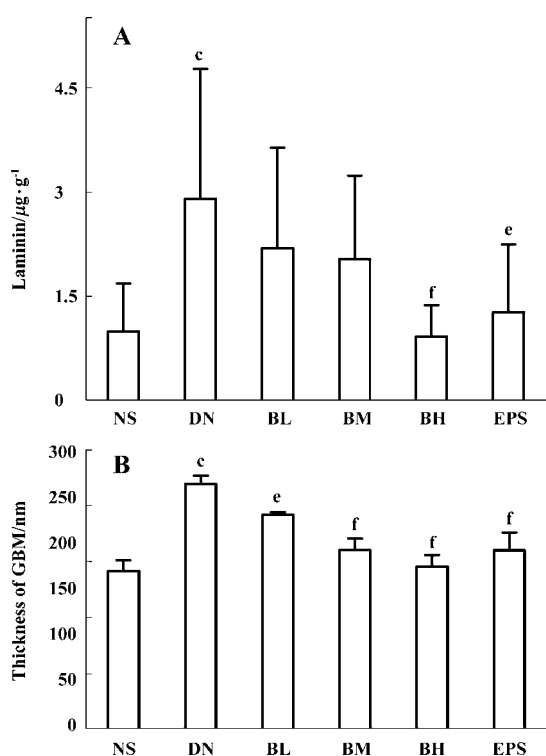 A
c
4.5
3
e
f
1.5
0
Laminin/μg·g-1
NS DN BL BM BH EPS
300
B
c
e
f
f
f
200
150
100
50
0
Thickness of GBM/nm
NS DN BL BM BH EPS